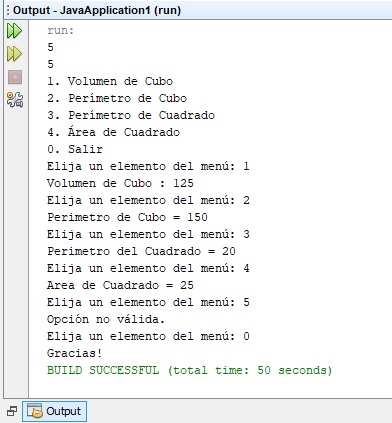 Output - JavaApplication1 (run)
run:
5
5
1. Volumen de Cubo
2. Perímetro de Cubo
3. Perímetro de Cuadrado
4. Área de Cuadrado
0. Salir
Elija un elemento del menú: 1
Volumen de Cubo : 125
Elija un elemento del menú: 2
Perimetro de Cubo = 150
Elija un elemento del menú: 3
Perimetro del Cuadrado = 20
Elija un elemento del menú: 4
Area de Cuadrado = 25
Elija un elemento del menú: 5
Opción no válida.
Elija un elemento del menú: 0
Gracias!
BUILD SUCCESSFUL (total time: 50 seconds)
Output